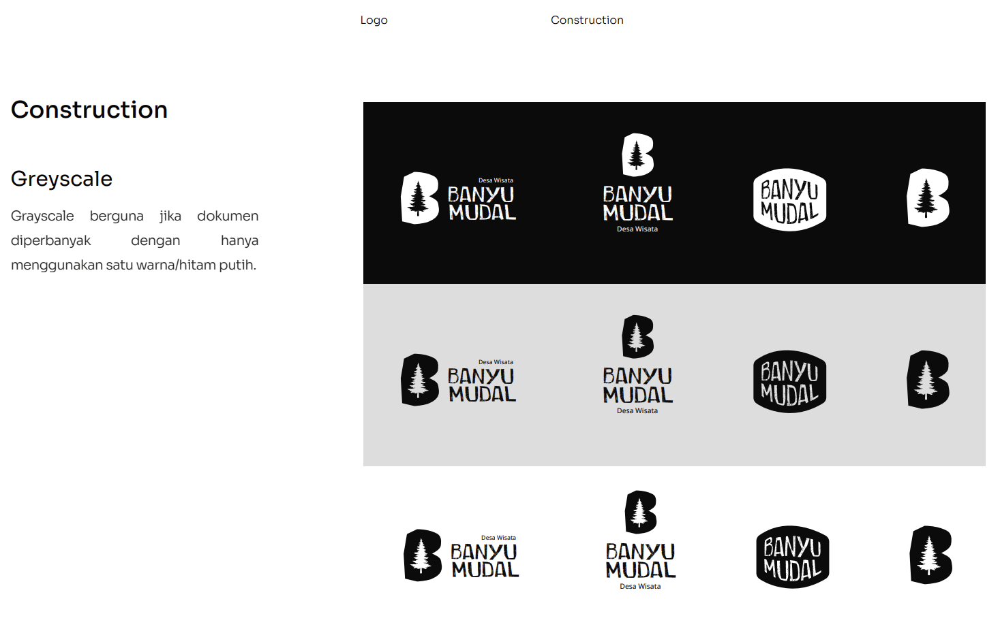 Logo
Construction
Construction
Greyscale
Grayscale berguna jika dokumen
diperbanyak dengan hanya
menggunakan satu warna/hitam putih.
B
Desa Wisata
BANYU
MUDAL
B
BANYU
MUDAL
Desa Wisata
BANYU
MUDAL
B
B
Desa Wisata
BANYU
MUDAL
B
BANYU
MUDAL
Desa Wisata
BANYU
MUDAL
B
B
Desa Wisata
BANYU
MUDAL
B
BANYU
MUDAL
Desa Wisata
BANYU
MUDAL
B